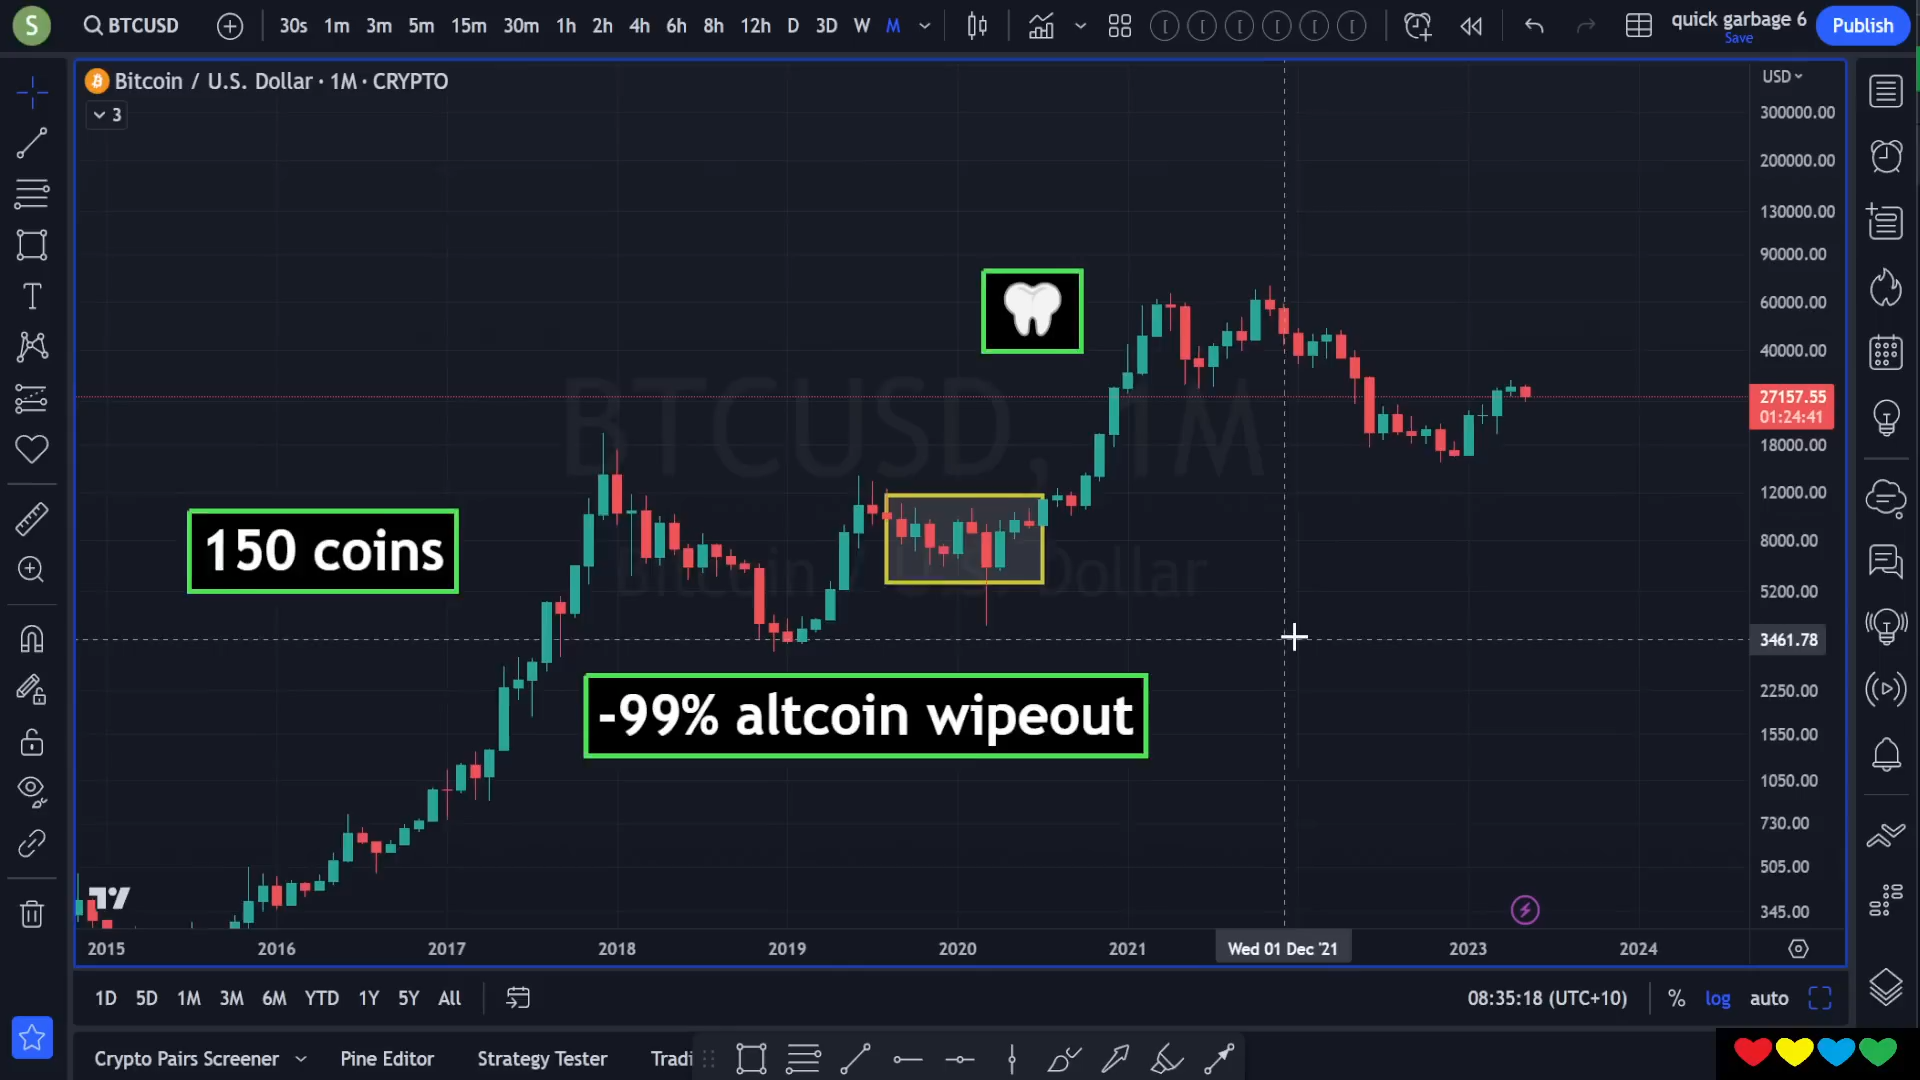 S BTCUSD 30s 1m 3m 5m 15m 30m 1h 2h 4h 6h 8h 12h D 3D W M quick garbage 6 Save Publish
Bitcoin / U.S. Dollar · 1M · CRYPTO USD
3
300000.00
200000.00
130000.00
90000.00
60000.00
40000.00
27157.55
01:24:41
BTCUSD, 1M
18000.00
12000.00
150 coins
8000.00
Bitcoin / U.S. Dollar
5200.00
3461.78
-99% altcoin wipeout
2250.00
1550.00
1050.00
730.00
505.00
345.00
2015 2016 2017 2018 2019 2020 2021 Wed 01 Dec '21 2023 2024
1D 5D 1M 3M 6M YTD 1Y 5Y All 08:35:18 (UTC+10) % log auto
Crypto Pairs Screener Pine Editor Strategy Tester Tradi